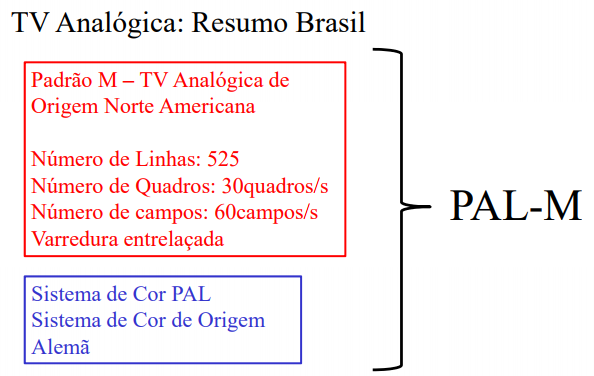 TV Analógica: Resumo Brasil
Padrão M – TV Analógica de
Origem Norte Americana
Número de Linhas: 525
Número de Quadros: 30quadros/s
Número de campos: 60campos/s
Varredura entrelaçada
PAL-M
Sistema de Cor PAL
Sistema de Cor de Origem
Alemã